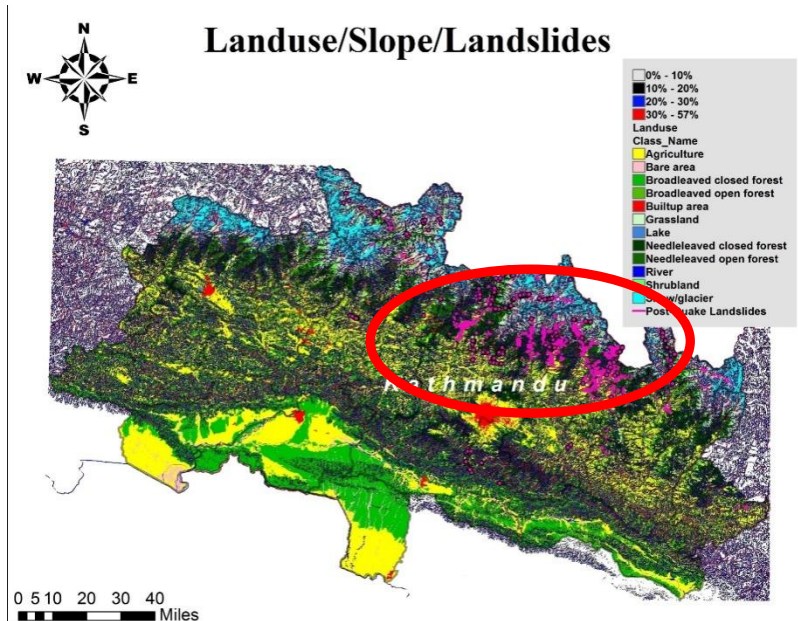 Landuse/Slope/Landslides
N
W E
S
0% - 10%
10% - 20%
20% - 30%
30% - 57%
Landuse
Class_Name
Agriculture
Bare area
Broadleaved closed forest
Broadleaved open forest
Builtup area
Grassland
Lake
Needleleaved closed forest
Needleleaved open forest
River
Shrubland
/glacier
Post Quake Landslides
Kathmandu
0 5 10 20 30 40
Miles